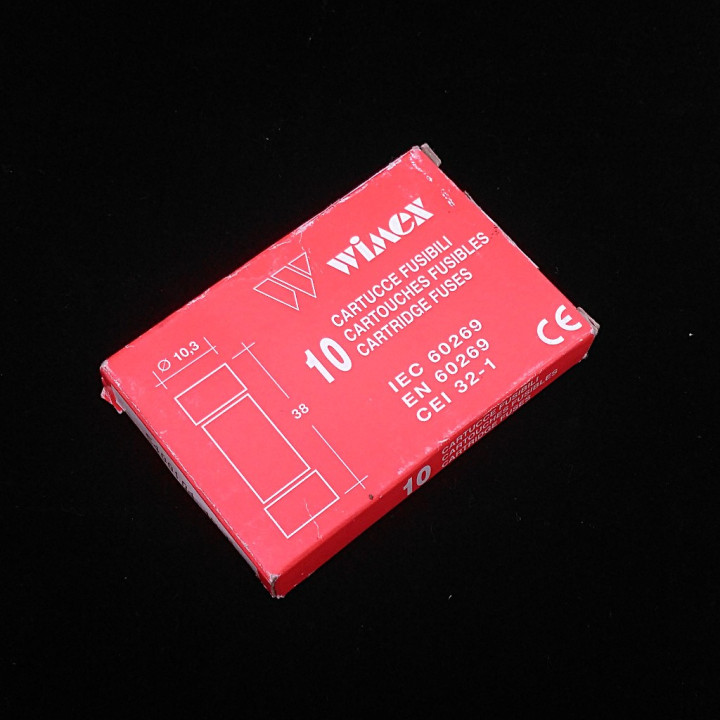 wimex
10 CARTUCCE FUSIBILI
CARTOUCHES FUSIBLES
CARTRIDGE FUSES
IEC 60269
EN 60269
CEI 32-1
CE
Ø 10,3
38
10 CARTUCCE FUSIBILI
CARTOUCHES FUSIBLES
CARTRIDGE FUSES